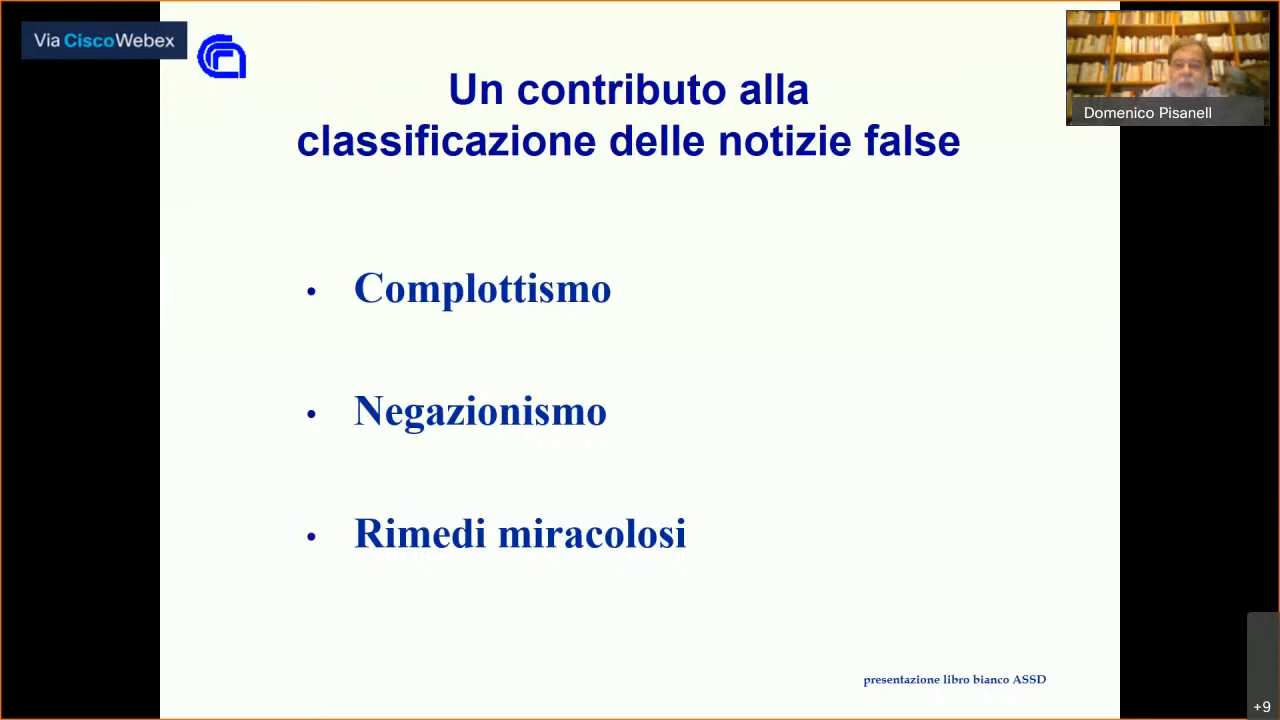 Via CiscoWebex
Un contributo alla
classificazione delle notizie false
Domenico Pisanell
• Complottismo
• Negazionismo
• Rimedi miracolosi
presentazione libro bianco ASSD
+9